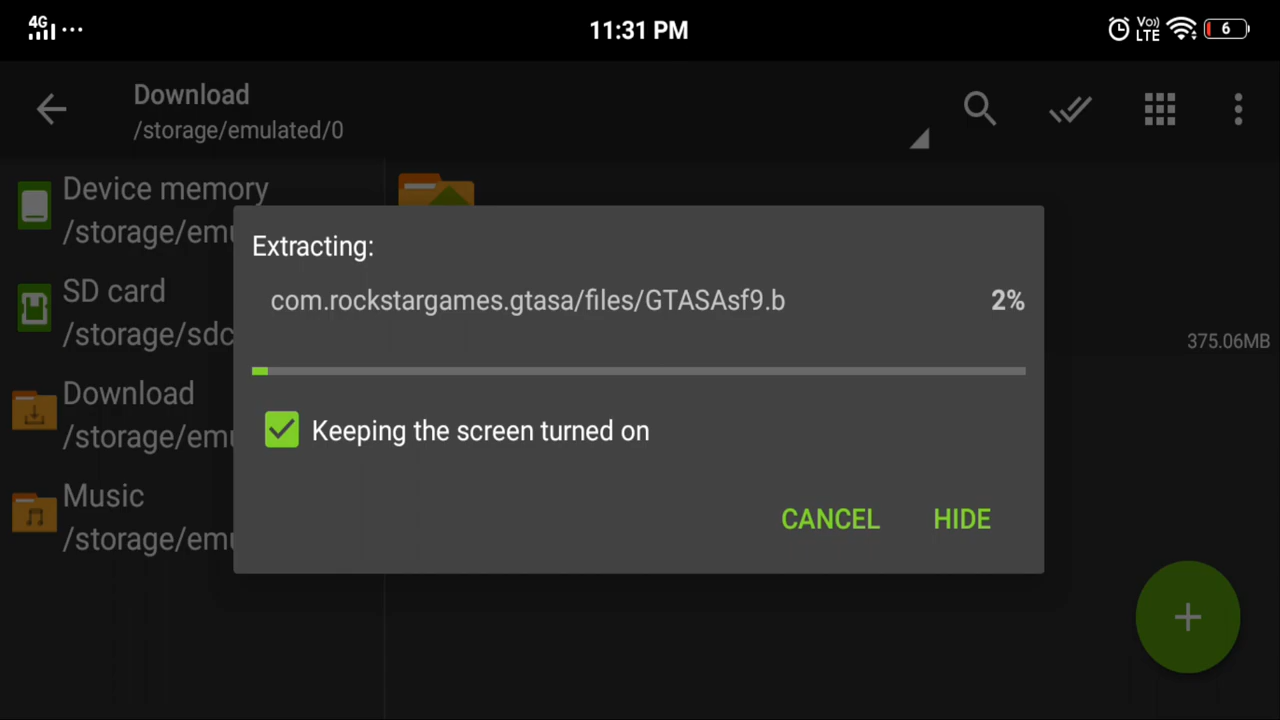 4G
11:31 PM
Vo)
LTE
6
Download
/storage/emulated/0
Device memory
/storage/emu
SD card
/storage/sdc
Download
/storage/emu
Music
/storage/emu
Extracting:
com.rockstargames.gtasa/files/GTASAsf9.b 2%
Keeping the screen turned on
CANCEL HIDE
375.06MB